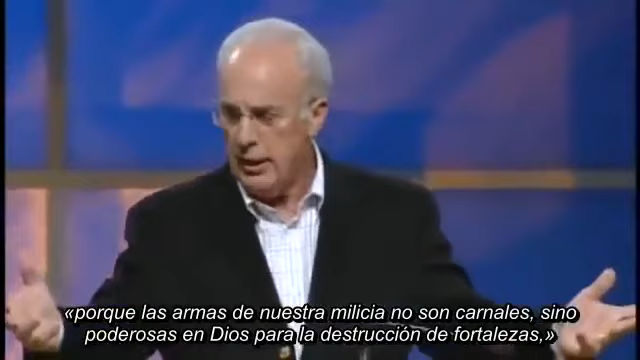 «porque las armas de nuestra milicia no son carnales, sino
poderosas en Dios para la destrucción de fortalezas,»